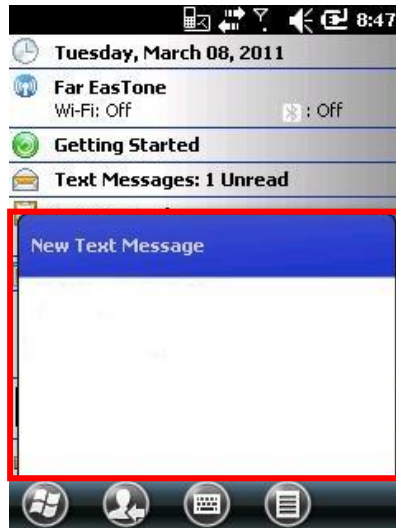 8:47
Tuesday, March 08, 2011
Far EasTone
Wi-Fi: Off : Off
Getting Started
Text Messages: 1 Unread
New Text Message